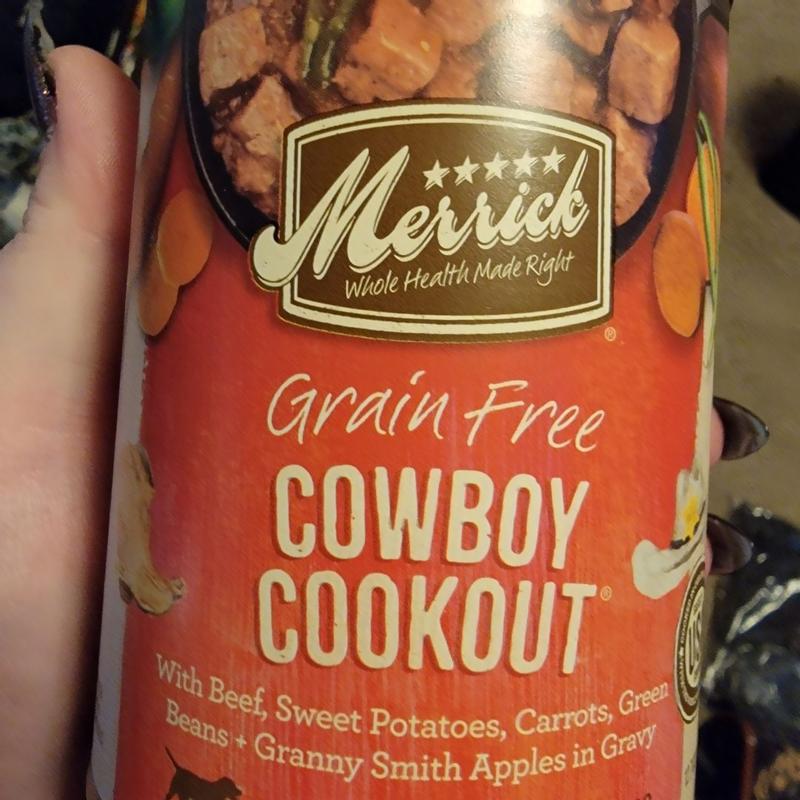 Merrick
Whole Health Made Right
®
Grain Free
COWBOY
COOKOUT®
With Beef, Sweet Potatoes, Carrots, Green
Beans + Granny Smith Apples in Gravy